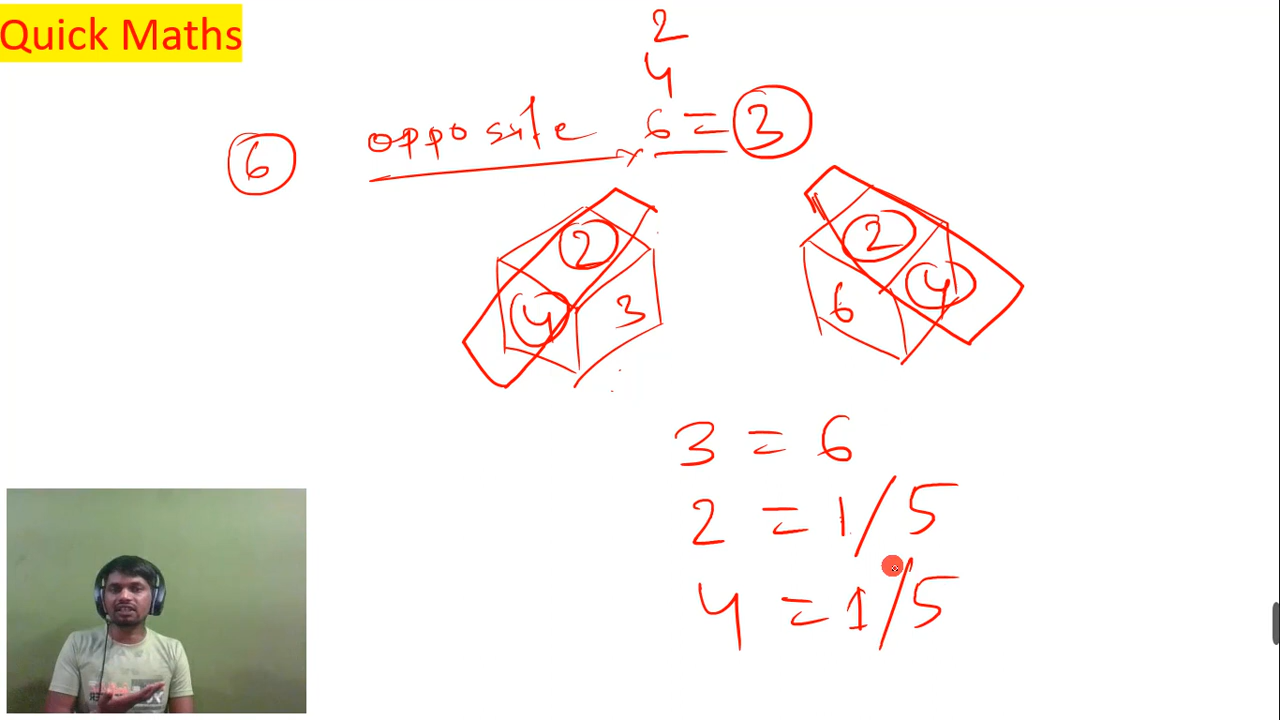 Quick Maths
2
4
6 opposite 6 = 3
2 2
4 3 6 4
3 = 6
2 = 1/5
4 = 1/5